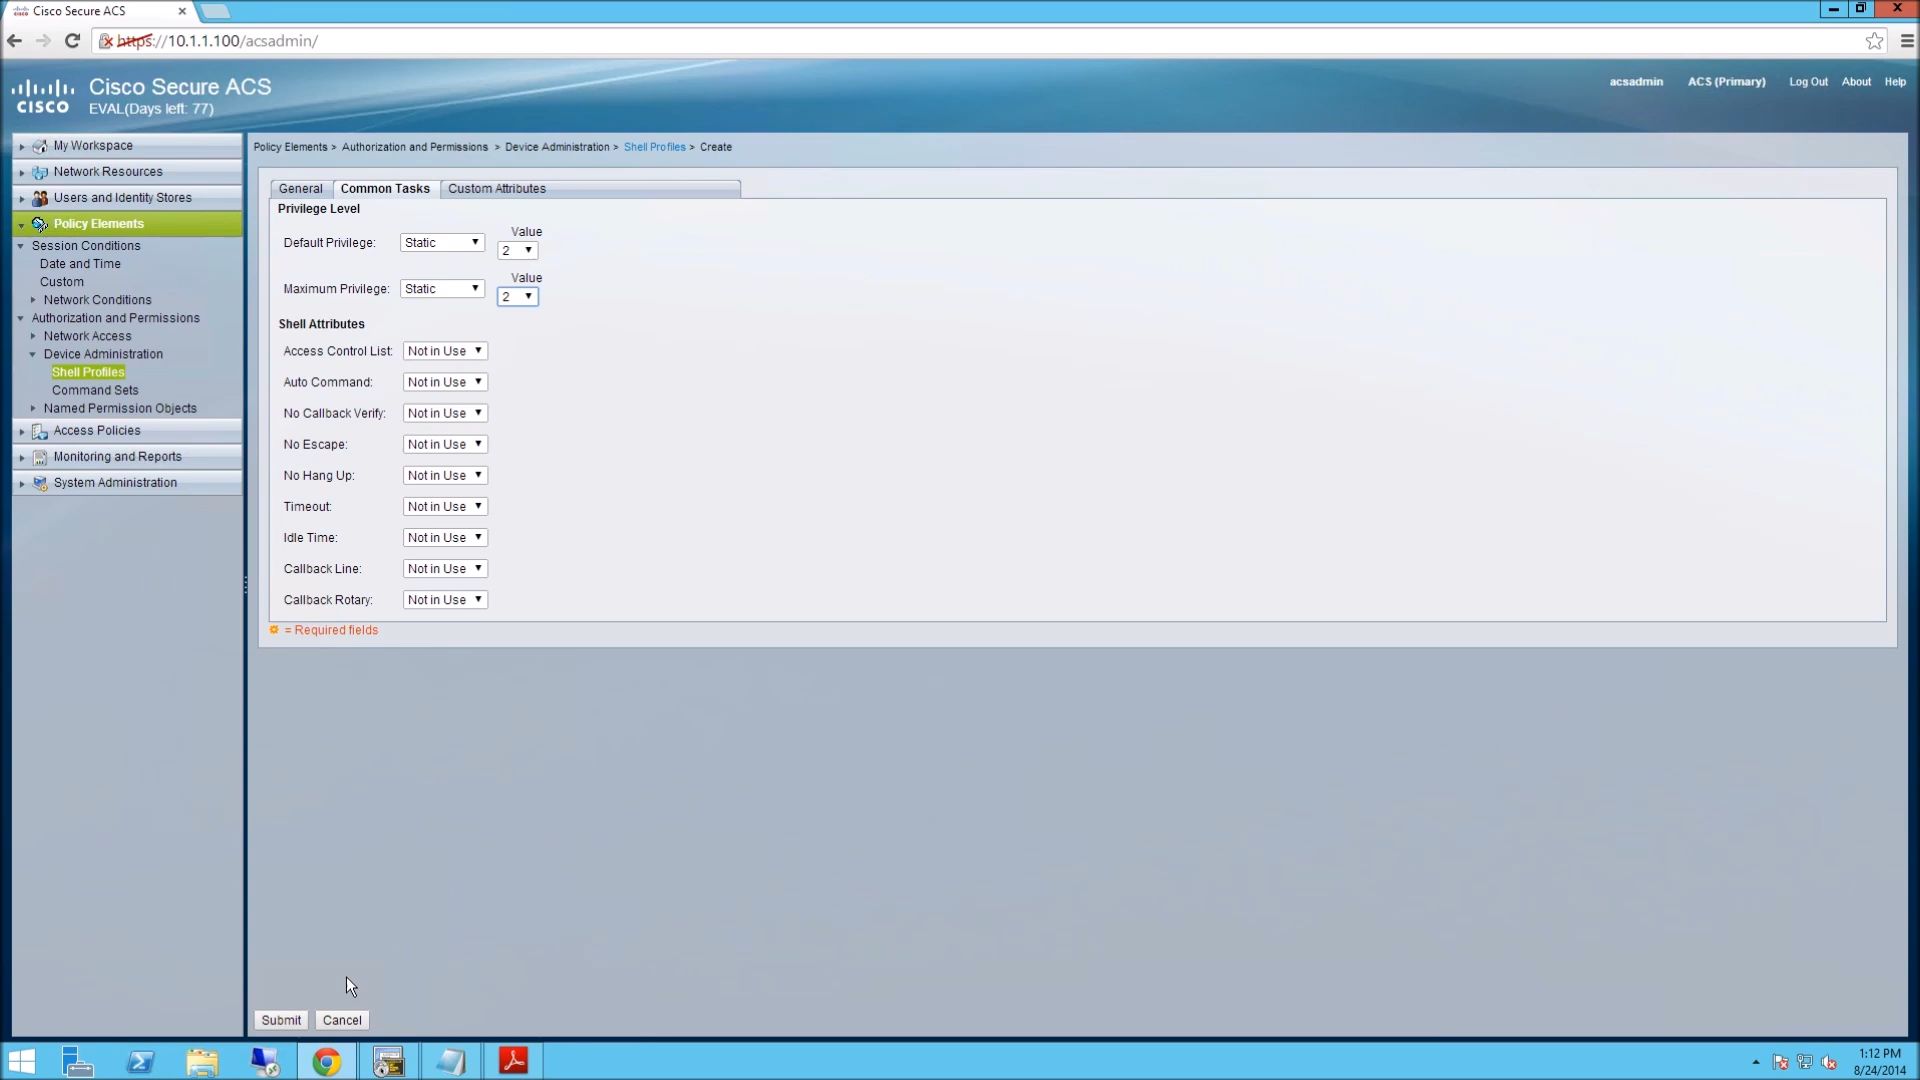 Cisco Secure ACS
https://10.1.1.100/acsadmin/
CISCO
Cisco Secure ACS
EVAL(Days left: 77)
acsadmin ACS (Primary) Log Out About Help
My Workspace
Network Resources
Users and Identity Stores
Policy Elements
Session Conditions
Date and Time
Custom
Network Conditions
Authorization and Permissions
Network Access
Device Administration
Shell Profiles
Command Sets
Named Permission Objects
Access Policies
Monitoring and Reports
System Administration
Policy Elements > Authorization and Permissions > Device Administration > Shell Profiles > Create
General Common Tasks Custom Attributes
Privilege Level
Value
Default Privilege: Static 2
Value
Maximum Privilege: Static 2
Shell Attributes
Access Control List: Not in Use
Auto Command: Not in Use
No Callback Verify: Not in Use
No Escape: Not in Use
No Hang Up: Not in Use
Timeout: Not in Use
Idle Time: Not in Use
Callback Line: Not in Use
Callback Rotary: Not in Use
= Required fields
Submit Cancel
1:12 PM
8/24/2014